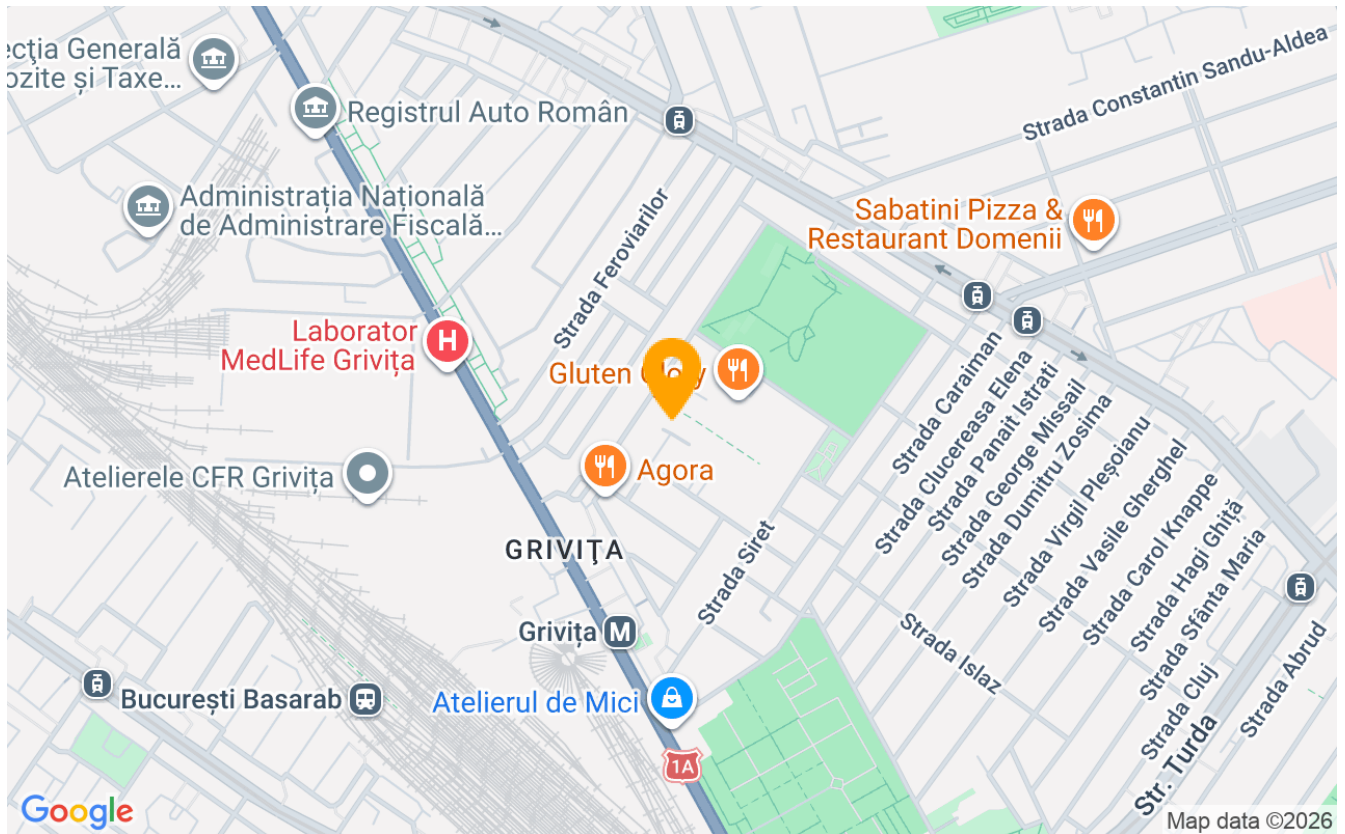 ecția Generală
ozite și Taxe...
Registrul Auto Român
Strada Constantin Sandu-Aldea
Administrația Națională
de Administrare Fiscală...
Sabatini Pizza &
Restaurant Domenii
Strada Feroviarilor
Laborator
MedLife Grivița
H
Gluten
Strada Caraiman
Strada Clucereasa Elena
Strada Panait Istrati
Strada George Missail
Strada Dumitru Zosima
Strada Virgil Pleșoianu
Strada Vasile Gherghel
Strada Carol Knappe
Strada Hagi Ghiță
Strada Sfânta Maria
Strada Cluj
Strada Abrud
Atelierele CFR Grivița
Agora
GRIVIŢA
Strada Siret
Strada Islaz
Grivița M
București Basarab
Atelierul de Mici
1A
Str. Turda
Google
Map data ©2026